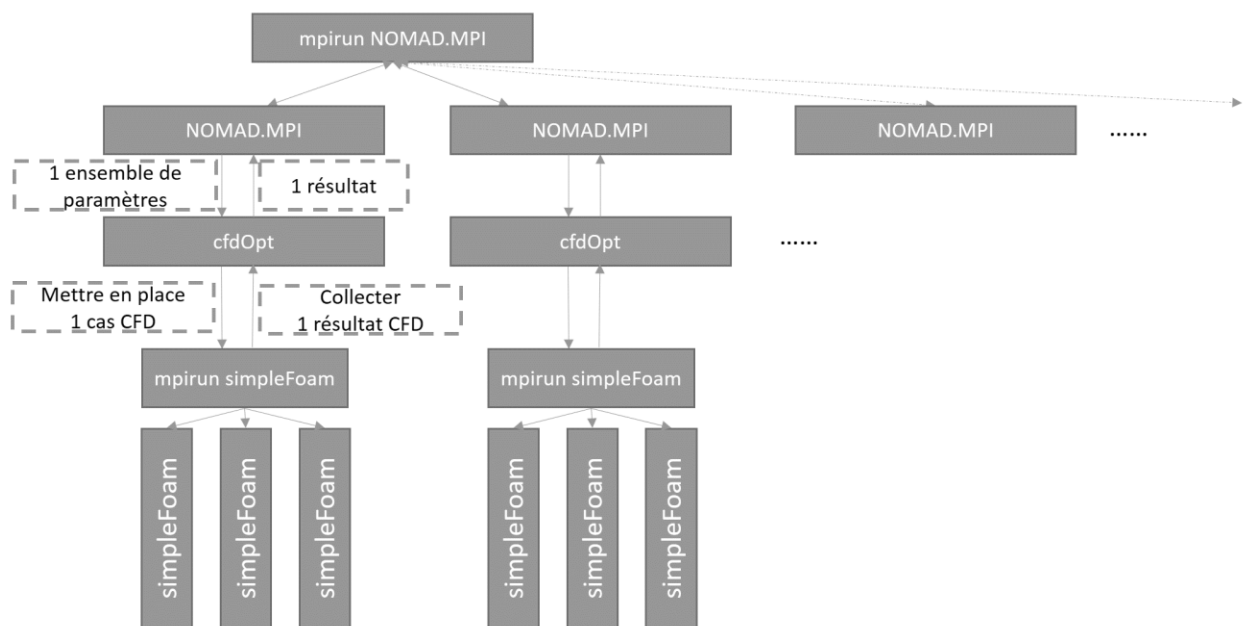 mpirun NOMAD.MPI
NOMAD.MPI
NOMAD.MPI
NOMAD.MPI
......
1 ensemble de
paramètres
1 résultat
cfdOpt
cfdOpt
......
Mettre en place
1 cas CFD
Collecter
1 résultat CFD
mpirun simpleFoam
mpirun simpleFoam
simpleFoam
simpleFoam
simpleFoam
simpleFoam
simpleFoam
simpleFoam